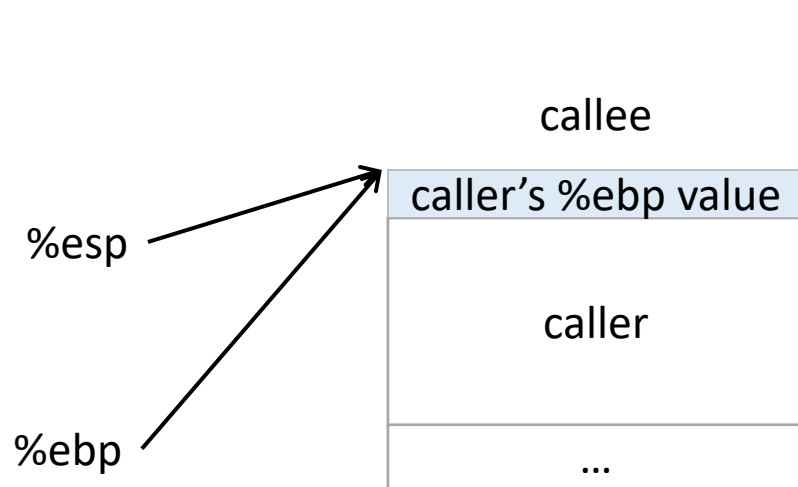 callee
caller’s %ebp value
%esp
caller
%ebp
...